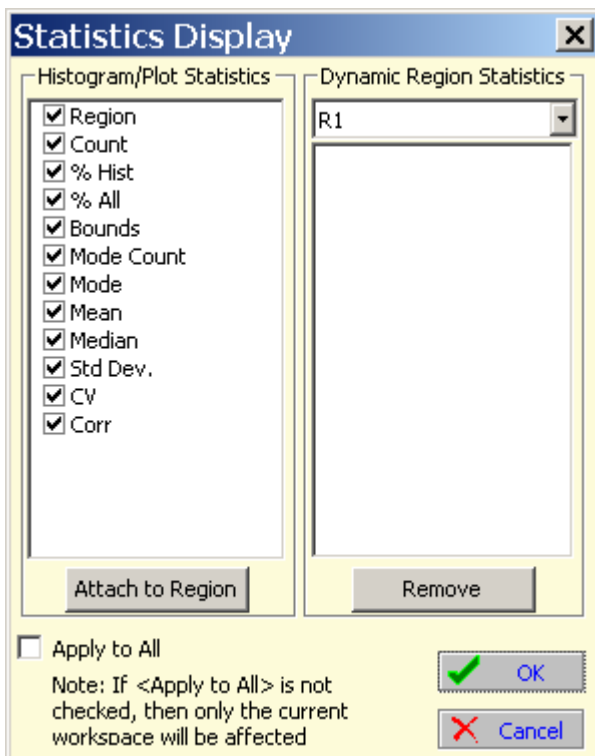 Statistics Display
Histogram/Plot Statistics
Region
Count
% Hist
% All
Bounds
Mode Count
Mode
Mean
Median
Std Dev.
CV
Corr
Attach to Region
Dynamic Region Statistics
R1
Remove
Apply to All
Note: If <Apply to All> is not
checked, then only the current
workspace will be affected
OK
Cancel